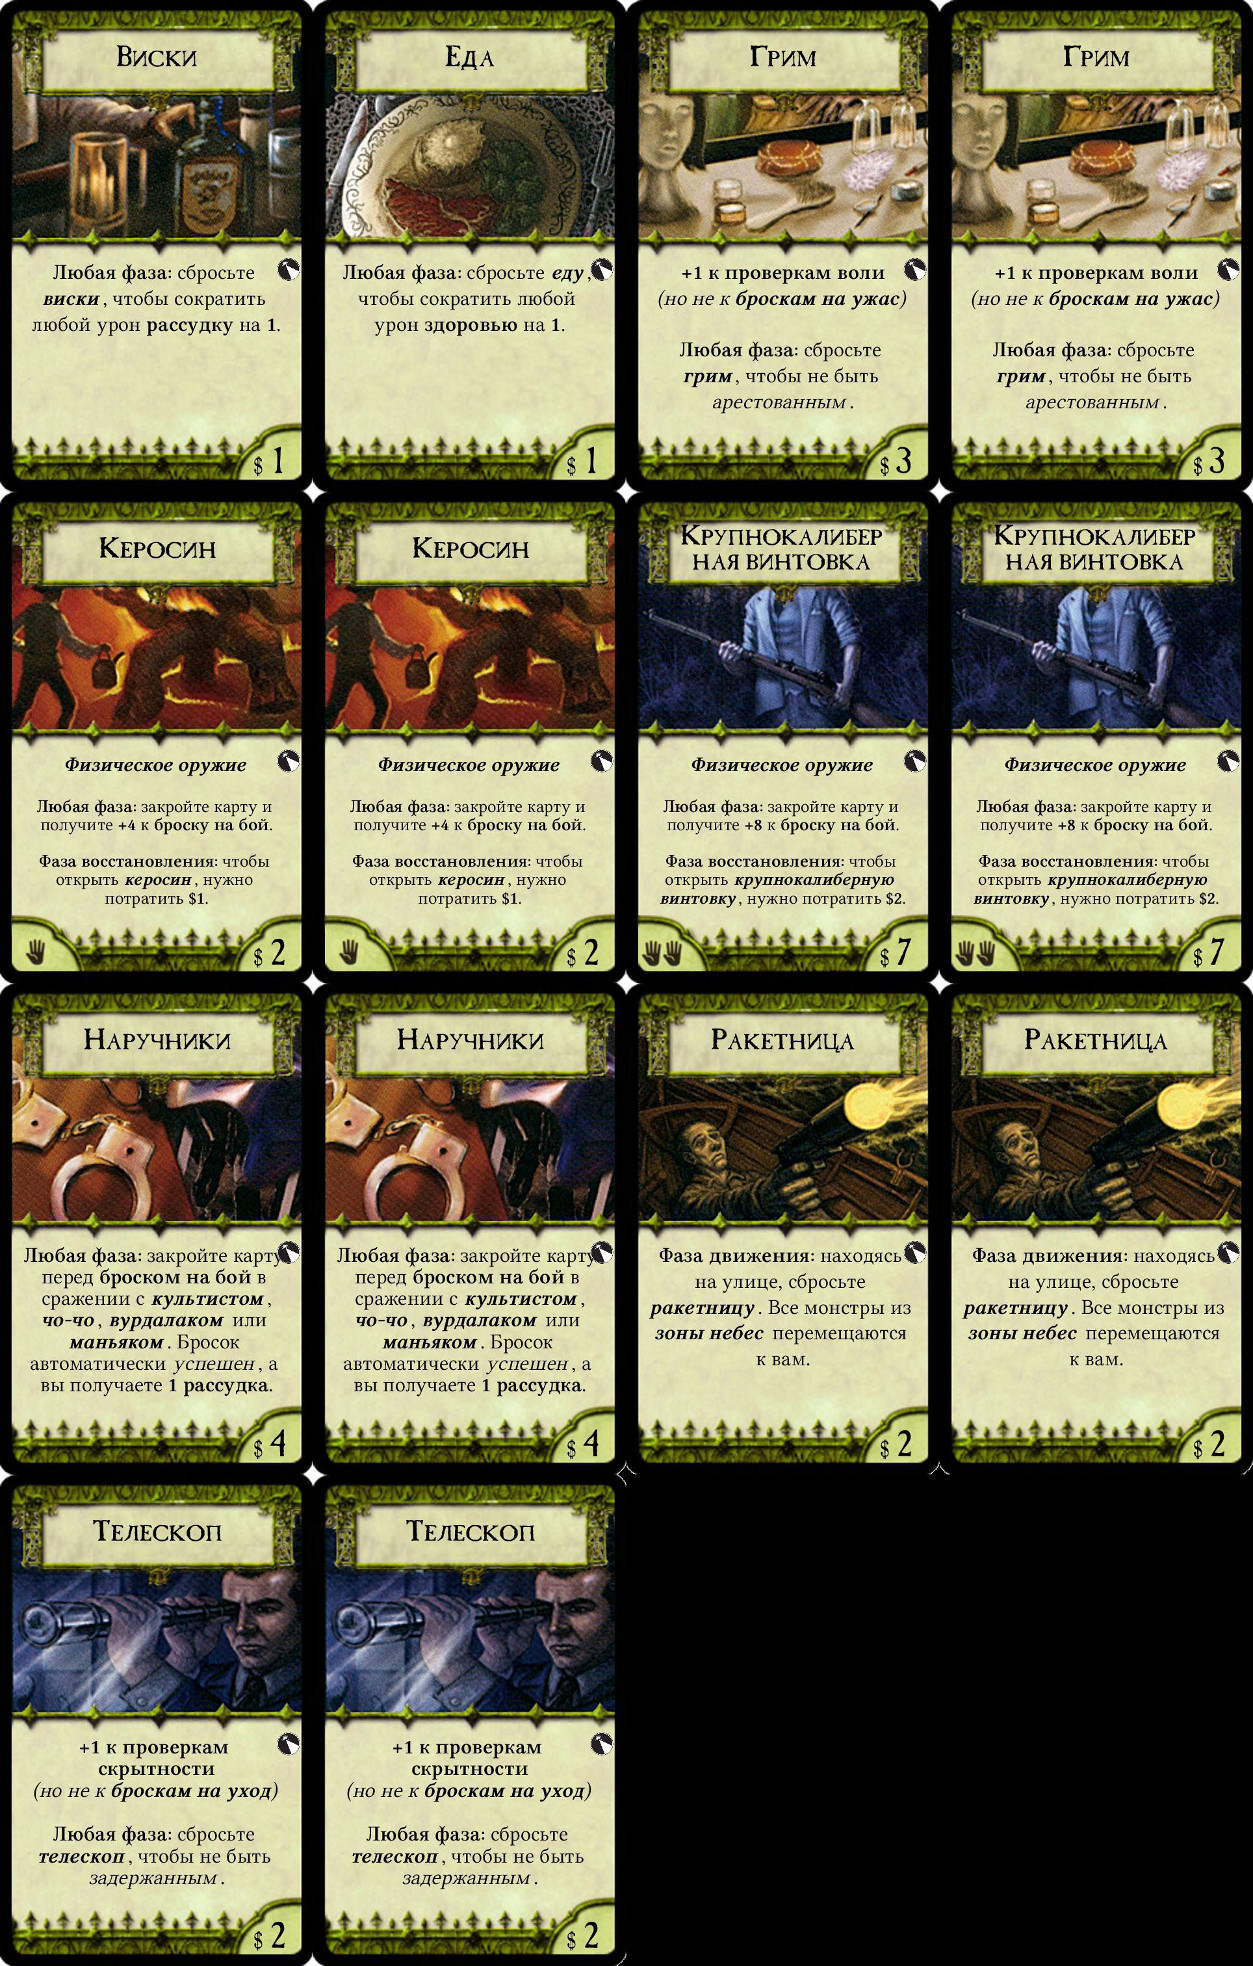 Виски
Любая фаза: сбросьте
виски, чтобы сократить
любой урон рассудку на 1.
$ 1
Еда
Любая фаза: сбросьте еду,
чтобы сократить любой
урон здоровью на 1.
$ 1
Грим
+1 к проверкам воли
(но не к броскам на ужас)
Любая фаза: сбросьте
грим, чтобы не быть
арестованным.
$ 3
Грим
+1 к проверкам воли
(но не к броскам на ужас)
Любая фаза: сбросьте
грим, чтобы не быть
арестованным.
$ 3
Керосин
Физическое оружие
Любая фаза: закройте карту и
получите +4 к броску на бой.
Фаза восстановления: чтобы
открыть керосин, нужно
потратить $1.
$ 2
Керосин
Физическое оружие
Любая фаза: закройте карту и
получите +4 к броску на бой.
Фаза восстановления: чтобы
открыть керосин, нужно
потратить $1.
$ 2
Крупнокалибер
ная винтовка
Физическое оружие
Любая фаза: закройте карту и
получите +8 к броску на бой.
Фаза восстановления: чтобы
открыть крупнокалиберную
винтовку, нужно потратить $2.
$ 7
Крупнокалибер
ная винтовка
Физическое оружие
Любая фаза: закройте карту и
получите +8 к броску на бой.
Фаза восстановления: чтобы
открыть крупнокалиберную
винтовку, нужно потратить $2.
$ 7
Наручники
Любая фаза: закройте карту
перед броском на бой в
сражении с культистом,
чо-чо, вурдалаком или
маньяком. Бросок
автоматически успешен, а
вы получаете 1 рассудка.
$ 4
Наручники
Любая фаза: закройте карту
перед броском на бой в
сражении с культистом,
чо-чо, вурдалаком или
маньяком. Бросок
автоматически успешен, а
вы получаете 1 рассудка.
$ 4
Ракетница
Фаза движения: находясь
на улице, сбросьте
ракетницу. Все монстры из
зоны небес перемещаются
к вам.
$ 2
Ракетница
Фаза движения: находясь
на улице, сбросьте
ракетницу. Все монстры из
зоны небес перемещаются
к вам.
$ 2
Телескоп
+1 к проверкам
скрытности
(но не к броскам на уход)
Любая фаза: сбросьте
телескоп, чтобы не быть
задержанным.
$ 2
Телескоп
+1 к проверкам
скрытности
(но не к броскам на уход)
Любая фаза: сбросьте
телескоп, чтобы не быть
задержанным.
$ 2